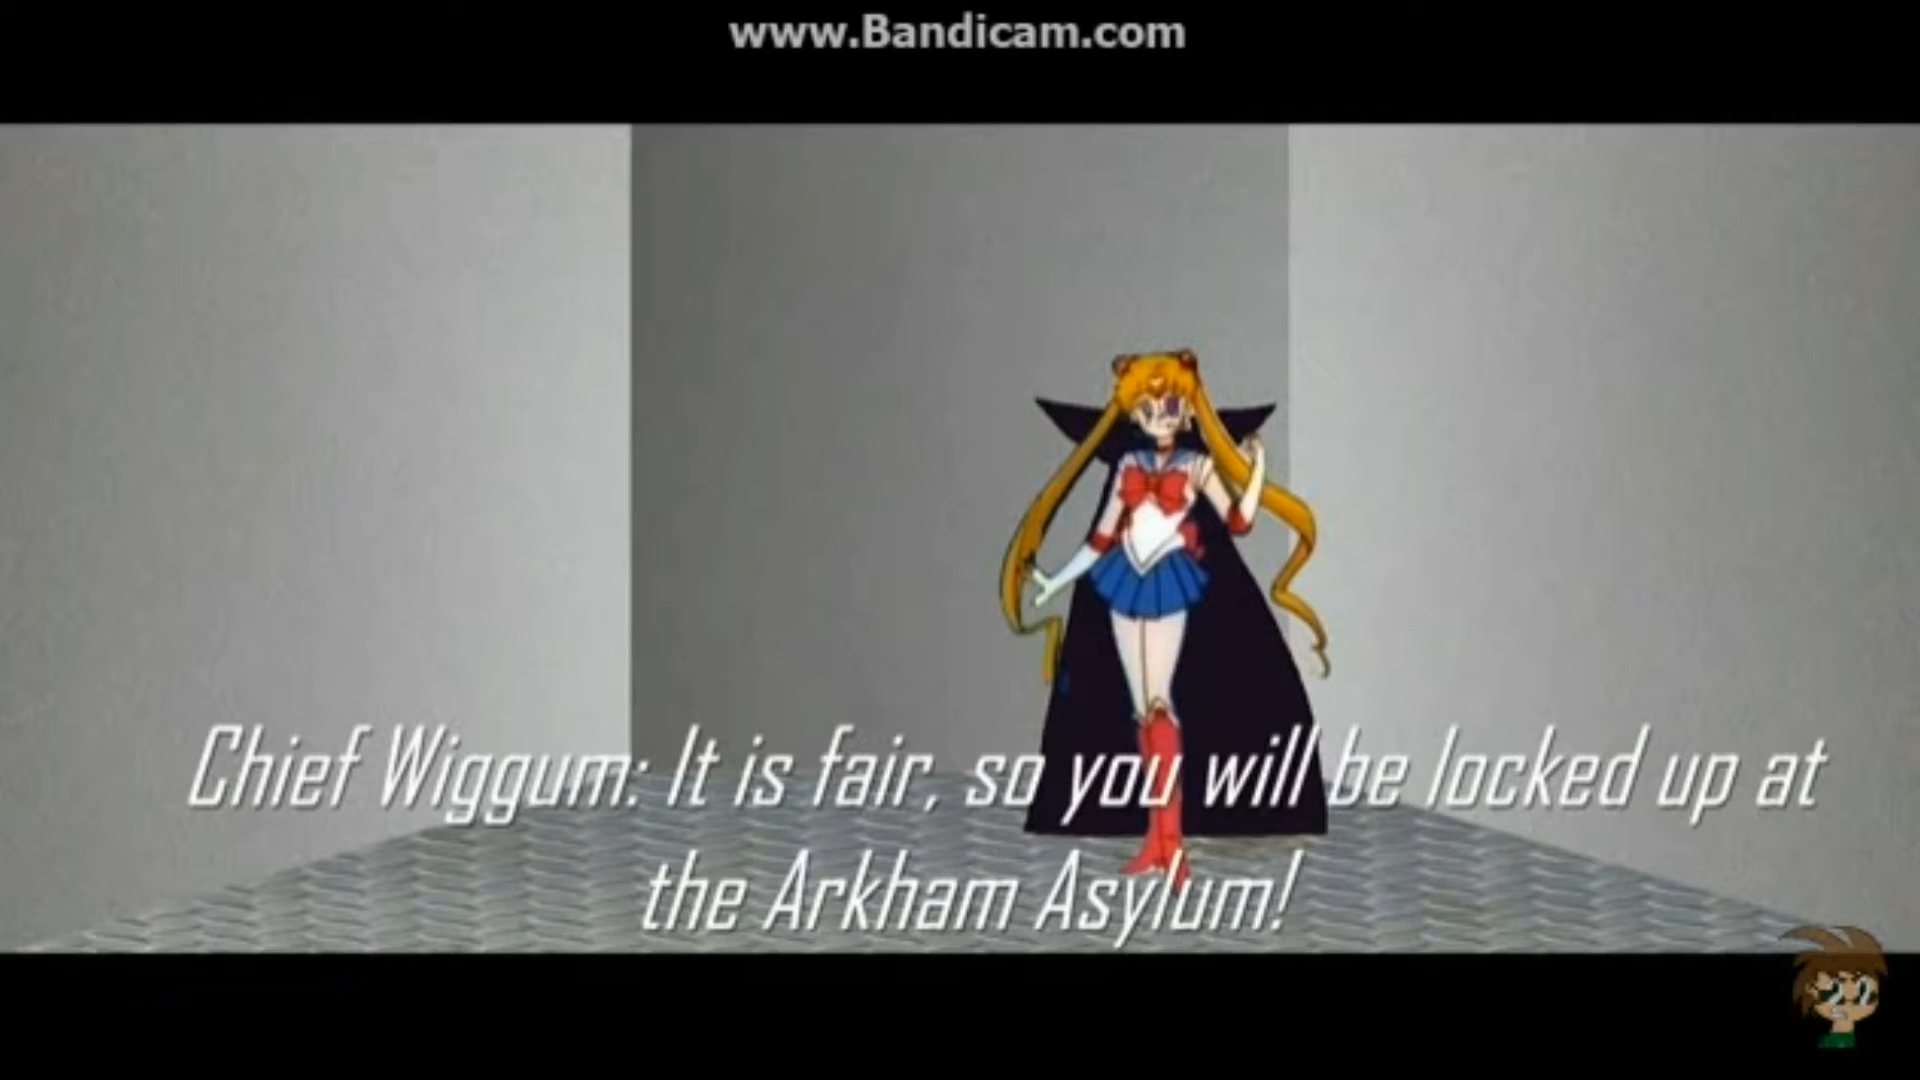 www.Bandicam.com
Chief Wiggum: It is fair, so you will be locked up at
the Arkham Asylum!